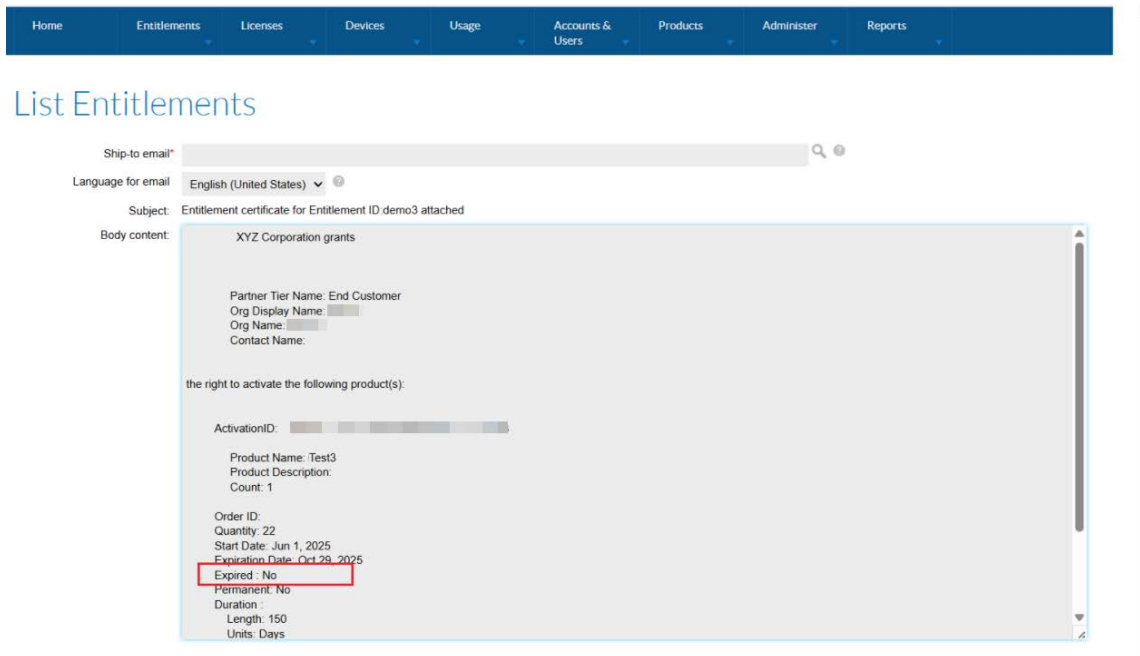 Home Entitlements Licenses Devices Usage Accounts & Users Products Administer Reports
List Entitlements
Ship-to email*
Language for email English (United States)
Subject: Entitlement certificate for Entitlement ID:demo3 attached
Body content:
XYZ Corporation grants
Partner Tier Name: End Customer
Org Display Name:
Org Name:
Contact Name:
the right to activate the following product(s):
ActivationID:
Product Name: Test3
Product Description:
Count: 1
Order ID:
Quantity: 22
Start Date: Jun 1, 2025
Expiration Date: Oct 29, 2025
Expired : No
Permanent: No
Duration :
Length: 150
Units: Days